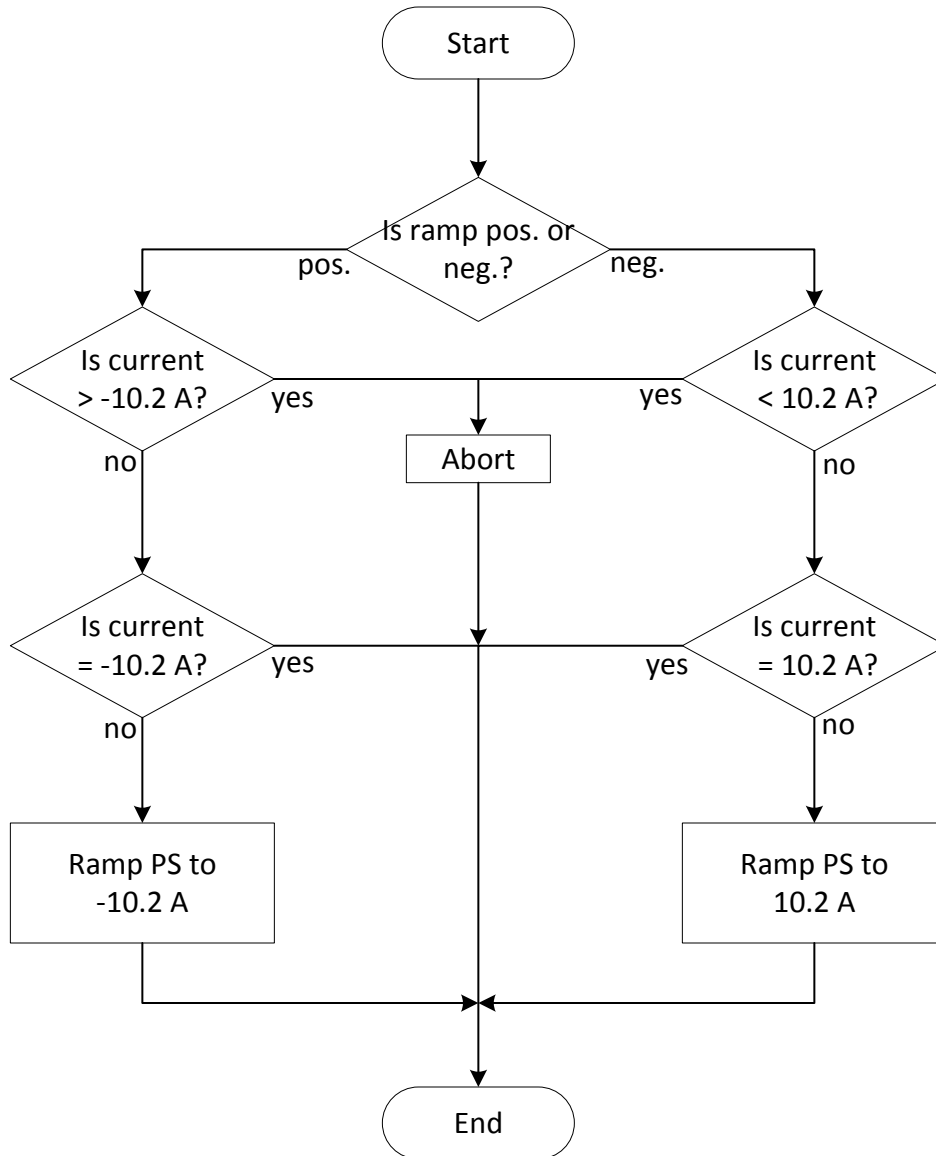 Start
Is ramp pos. or
neg.?
pos.
neg.
Is current
> -10.2 A?
yes
no
Is current
< 10.2 A?
yes
no
Abort
Is current
= -10.2 A?
yes
no
Is current
= 10.2 A?
yes
no
Ramp PS to
-10.2 A
Ramp PS to
10.2 A
End